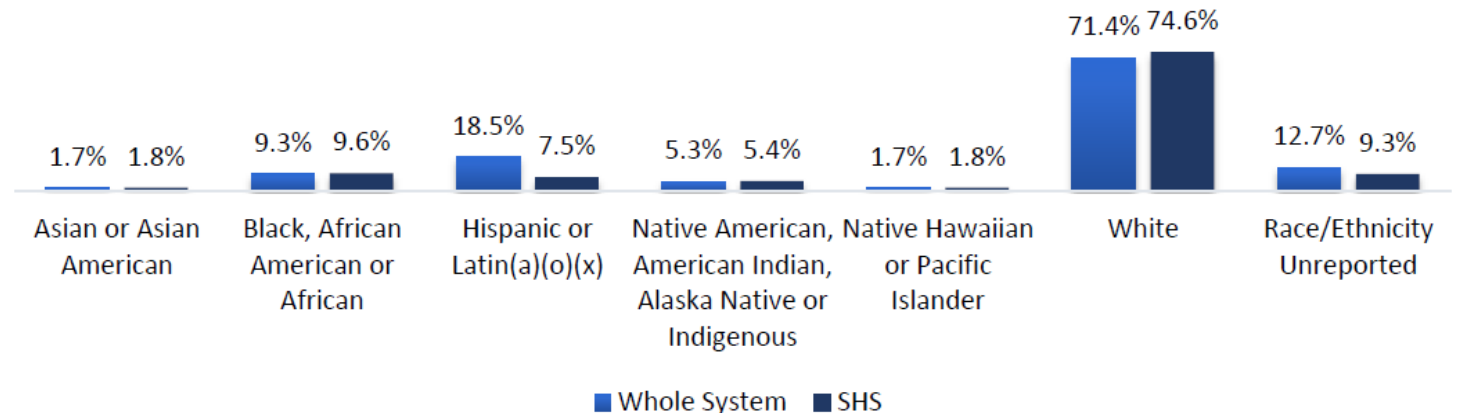 71.4% 74.6%
18.5%
12.7%
9.3% 9.6%
7.5%
9.3%
1.7% 1.8%
5.3% 5.4%
1.7% 1.8%
Asian or Asian
American
Black, African
American or
African
Hispanic or
Latin(a)(o)(x)
Native American,
American Indian,
Alaska Native or
Indigenous
Native Hawaiian
or Pacific
Islander
White
Race/Ethnicity
Unreported
Whole System
SHS